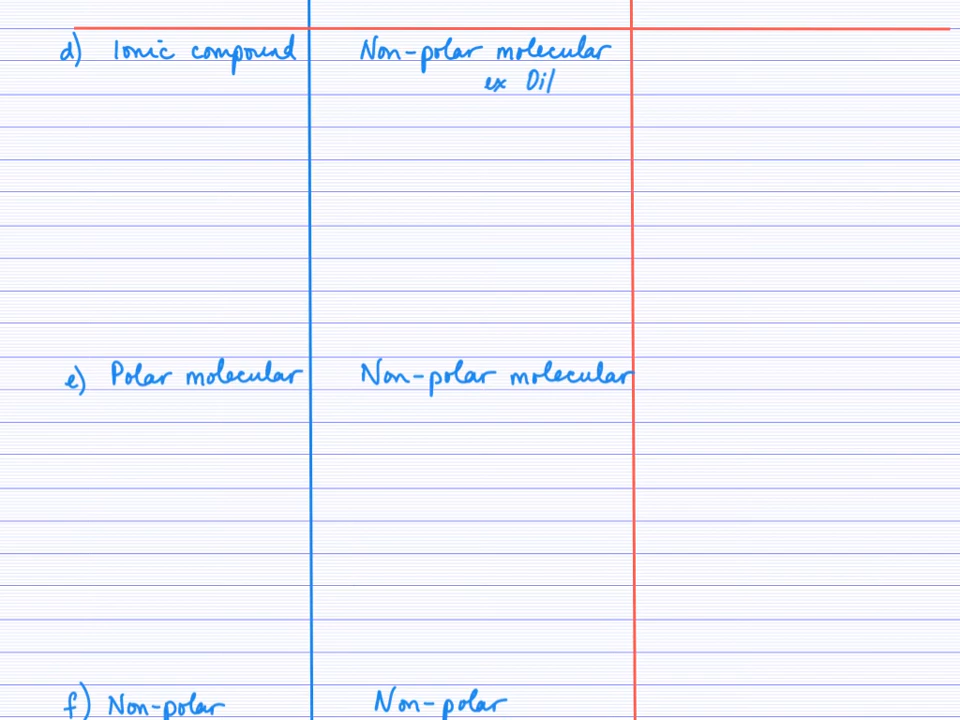 d) Ionic compound Non-polar molecular
ex Oil
e) Polar molecular Non-polar molecular
f) Non-polar Non-polar